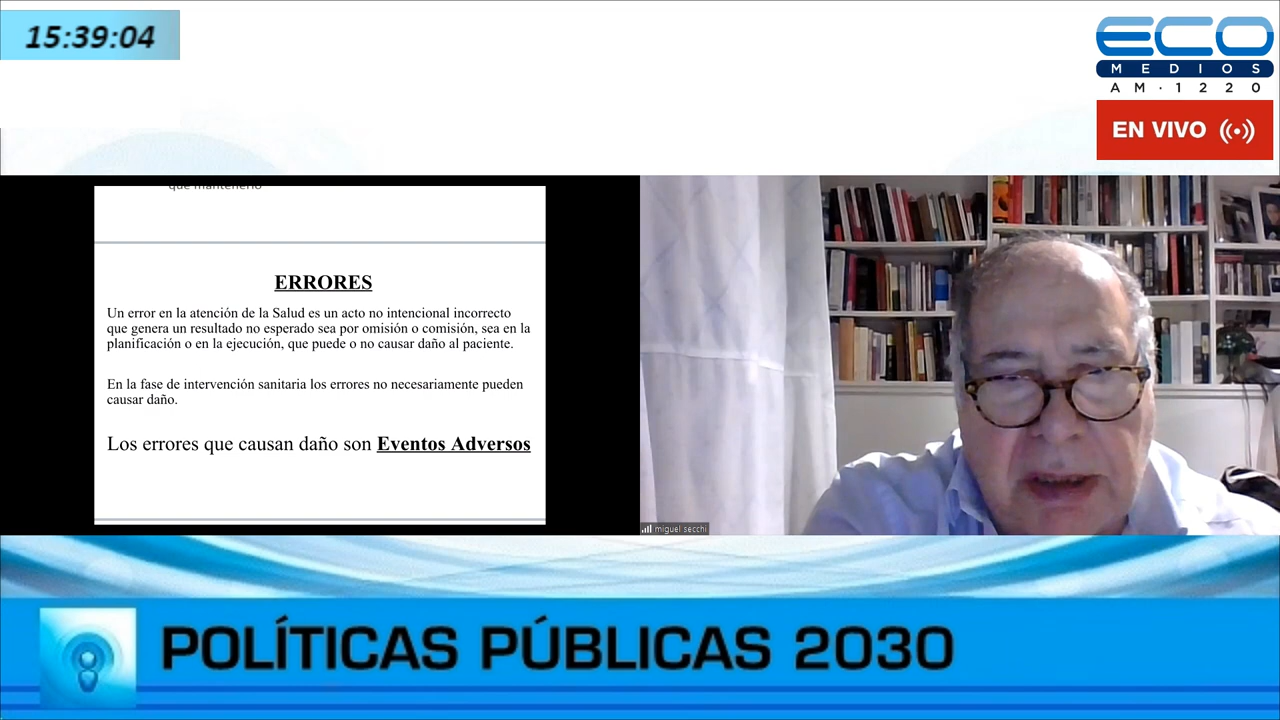 15:39:04
ECO
MEDIOS
AM·1220
EN VIVO
que mantenerlo
ERRORES
Un error en la atención de la Salud es un acto no intencional incorrecto
que genera un resultado no esperado sea por omisión o comisión, sea en la
planificación o en la ejecución, que puede o no causar daño al paciente.
En la fase de intervención sanitaria los errores no necesariamente pueden
causar daño.
Los errores que causan daño son Eventos Adversos
miguel secchi
POLÍTICAS PÚBLICAS 2030